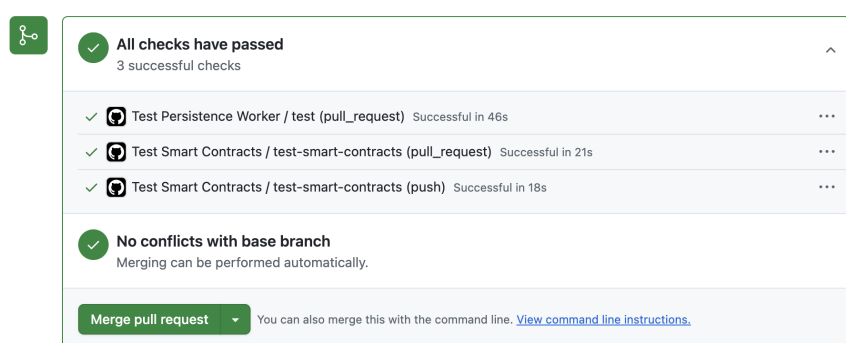 All checks have passed
3 successful checks
Test Persistence Worker / test (pull_request) Successful in 46s
Test Smart Contracts / test-smart-contracts (pull_request) Successful in 21s
Test Smart Contracts / test-smart-contracts (push) Successful in 18s
No conflicts with base branch
Merging can be performed automatically.
Merge pull request You can also merge this with the command line. View command line instructions.